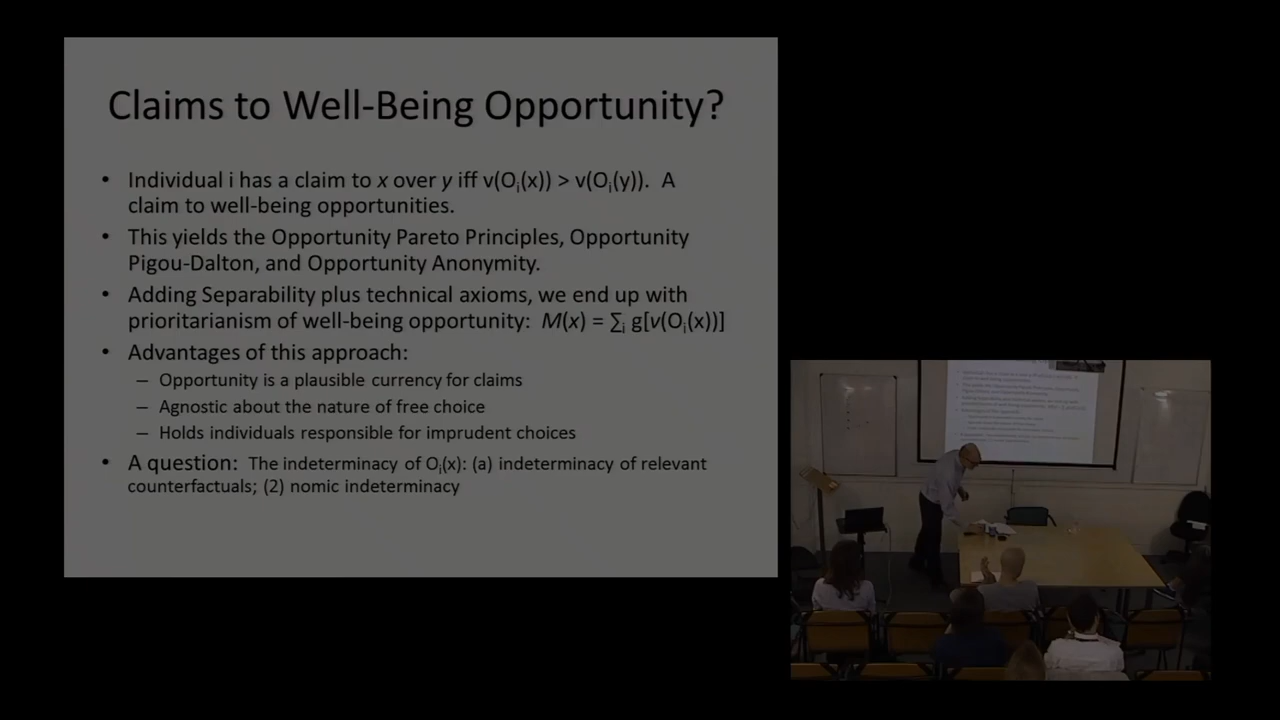 Claims to Well-Being Opportunity?
• Individual i has a claim to x over y iff v(Oi(x)) > v(Oi(y)). A
claim to well-being opportunities.
• This yields the Opportunity Pareto Principles, Opportunity
Pigou-Dalton, and Opportunity Anonymity.
• Adding Separability plus technical axioms, we end up with
prioritarianism of well-being opportunity: M(x) = ∑i g[v(Oi(x))]
• Advantages of this approach:
– Opportunity is a plausible currency for claims
– Agnostic about the nature of free choice
– Holds individuals responsible for imprudent choices
• A question: The indeterminacy of Oi(x): (a) indeterminacy of relevant
counterfactuals; (2) nomic indeterminacy